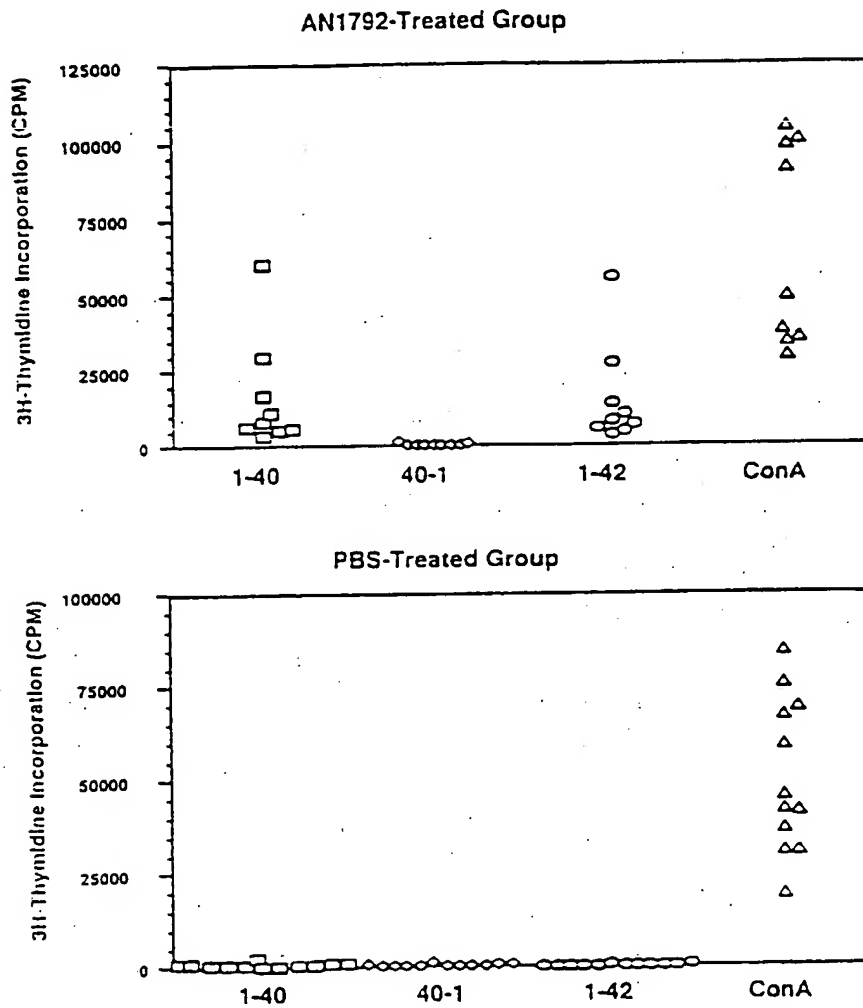 AN1792-Treated Group
3H-Thymidine Incorporation (CPM)
125000
100000
75000
50000
25000
0
1-40 40-1 1-42 ConA
PBS-Treated Group
3H-Thymidine Incorporation (CPM)
100000
75000
50000
25000
0
1-40 40-1 1-42 ConA